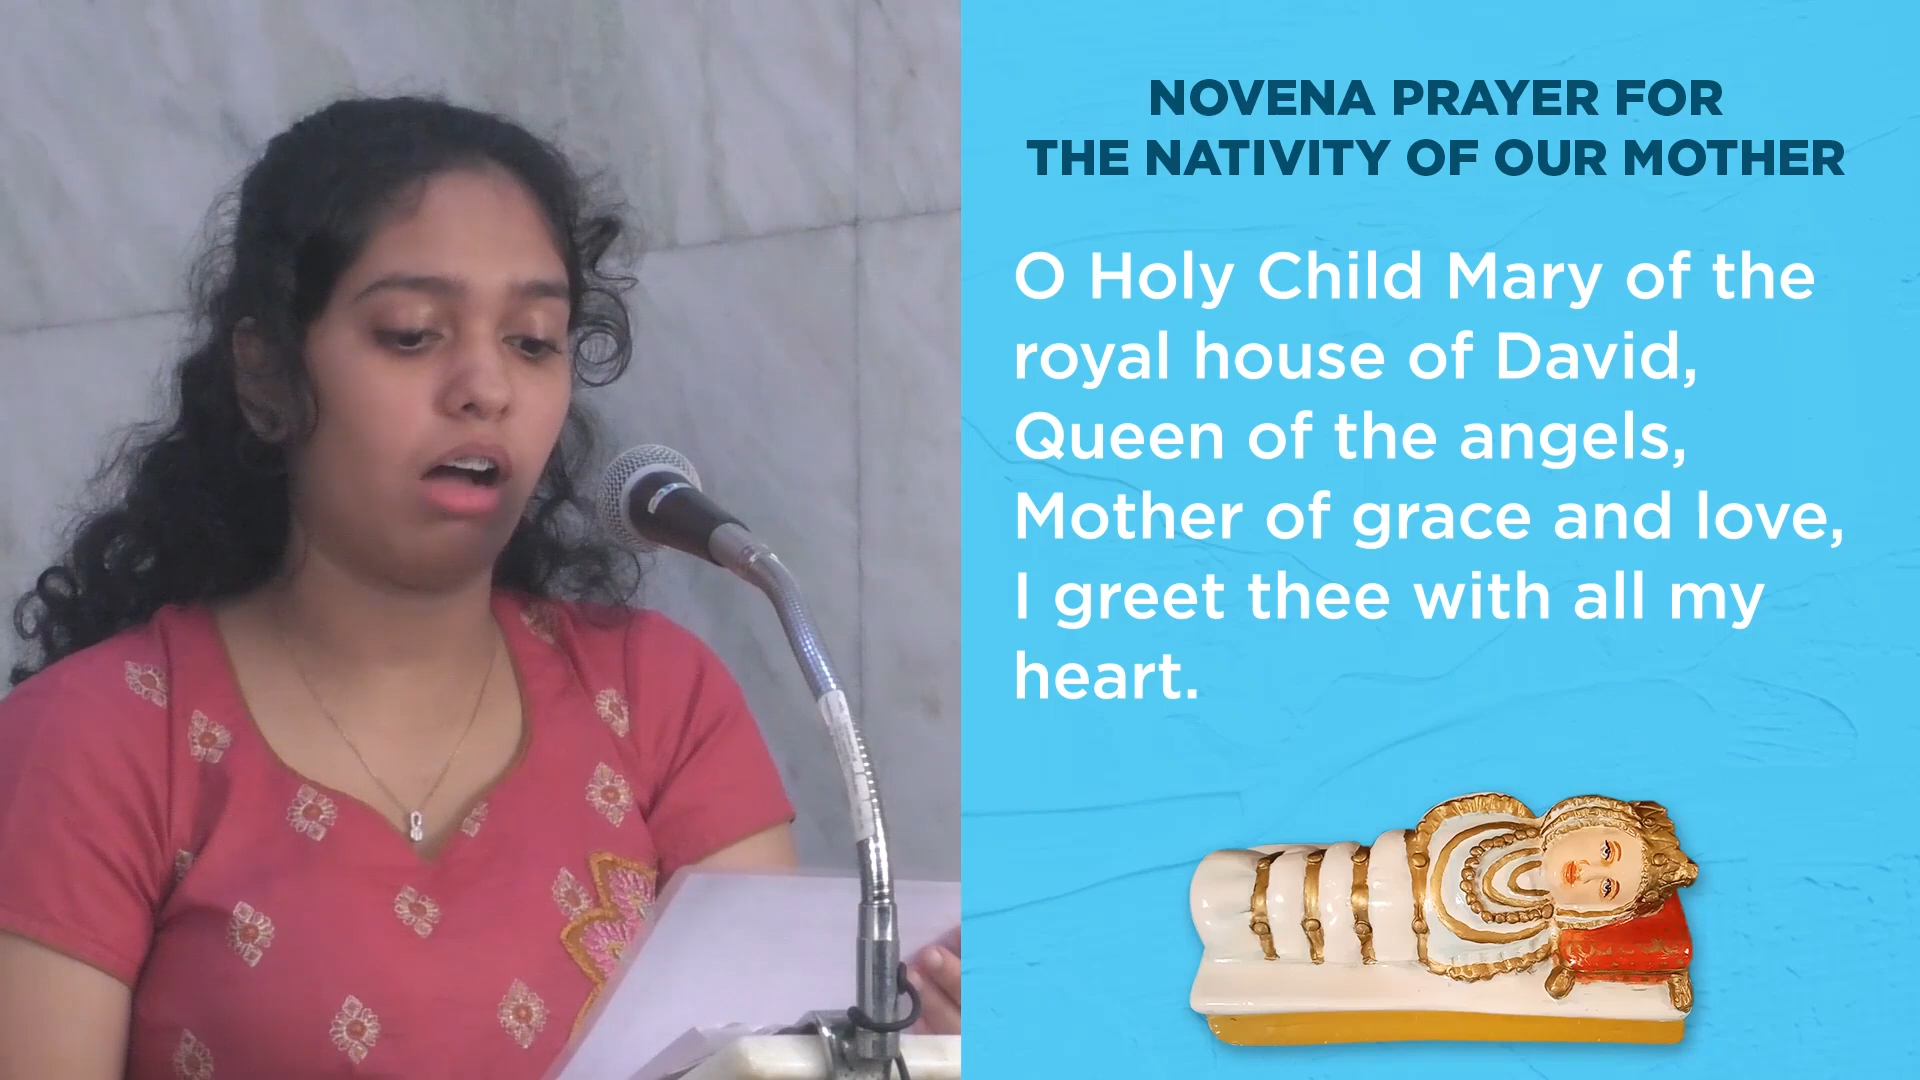 NOVENA PRAYER FOR
THE NATIVITY OF OUR MOTHER
O Holy Child Mary of the
royal house of David,
Queen of the angels,
Mother of grace and love,
I greet thee with all my
heart.